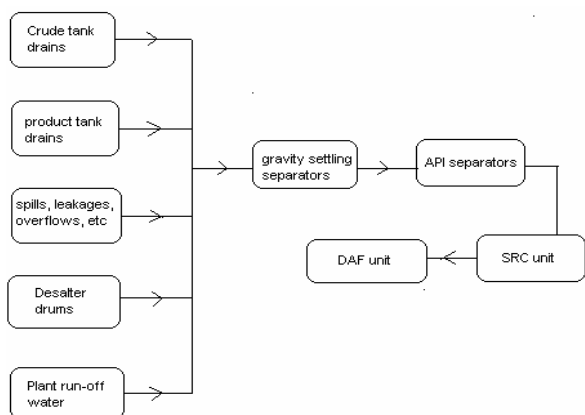 Crude tank
drains
product tank
drains
spills, leakages,
overflows, etc
Desalter
drums
Plant run-off
water
gravity settling
separators
API separators
SRC unit
DAF unit